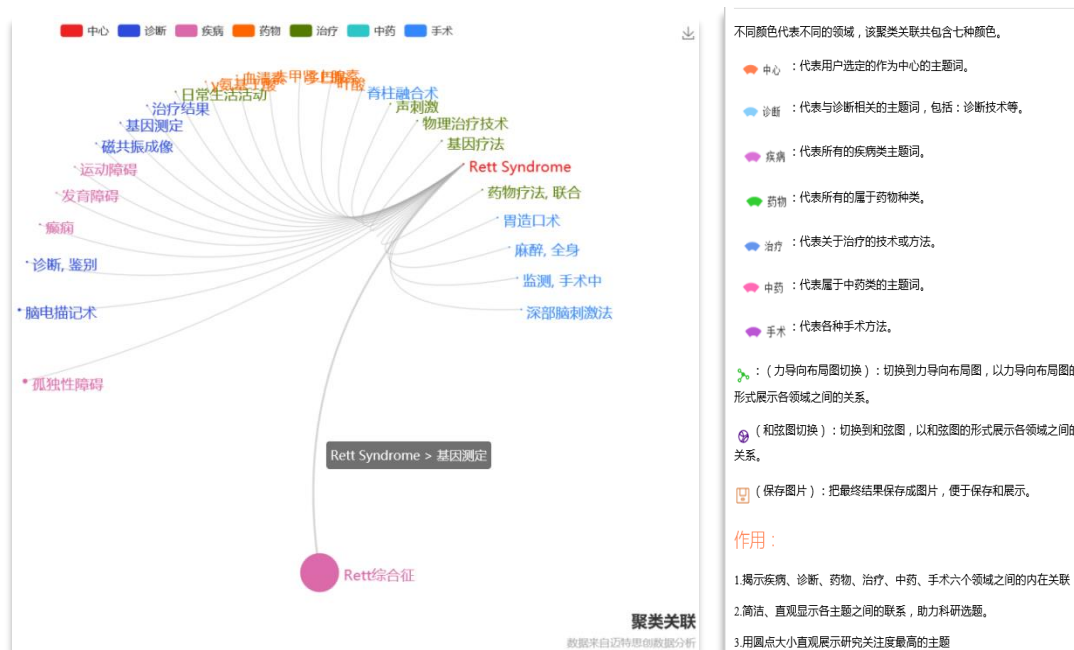 中心 诊断 疾病 药物 治疗 中药 手术
叶酸
脊柱融合术
日常生活活动
声刺激
治疗结果
物理治疗技术
基因测定
基因疗法
磁共振成像
Rett Syndrome
运动障碍
药物疗法, 联合
发育障碍
胃造口术
癫痫
麻醉, 全身
诊断, 鉴别
监测, 手术中
脑电描记术
深部脑刺激法
孤独性障碍
Rett Syndrome > 基因测定
Rett综合征
聚类关联
数据来自迈特思创数据分析
不同颜色代表不同的领域，该聚类关联共包含七种颜色。
中心 ：代表用户选定的作为中心的主题词。
诊断 ：代表与诊断相关的主题词，包括：诊断技术等。
疾病 ：代表所有的疾病类主题词。
药物 ：代表所有的属于药物种类。
治疗 ：代表关于治疗的技术或方法。
中药 ：代表属于中药类的主题词。
手术 ：代表各种手术方法。
：（力导向布局图切换）：切换到力导向布局图，以力导向布局图的
形式展示各领域之间的关系。
（和弦图切换）：切换到和弦图，以和弦图的形式展示各领域之间的
关系。
（保存图片）：把最终结果保存成图片，便于保存和展示。
作用：
1.揭示疾病、诊断、药物、治疗、中药、手术六个领域之间的内在关联
2.简洁、直观显示各主题之间的联系，助力科研选题。
3.用圆点大小直观展示研究关注度最高的主题